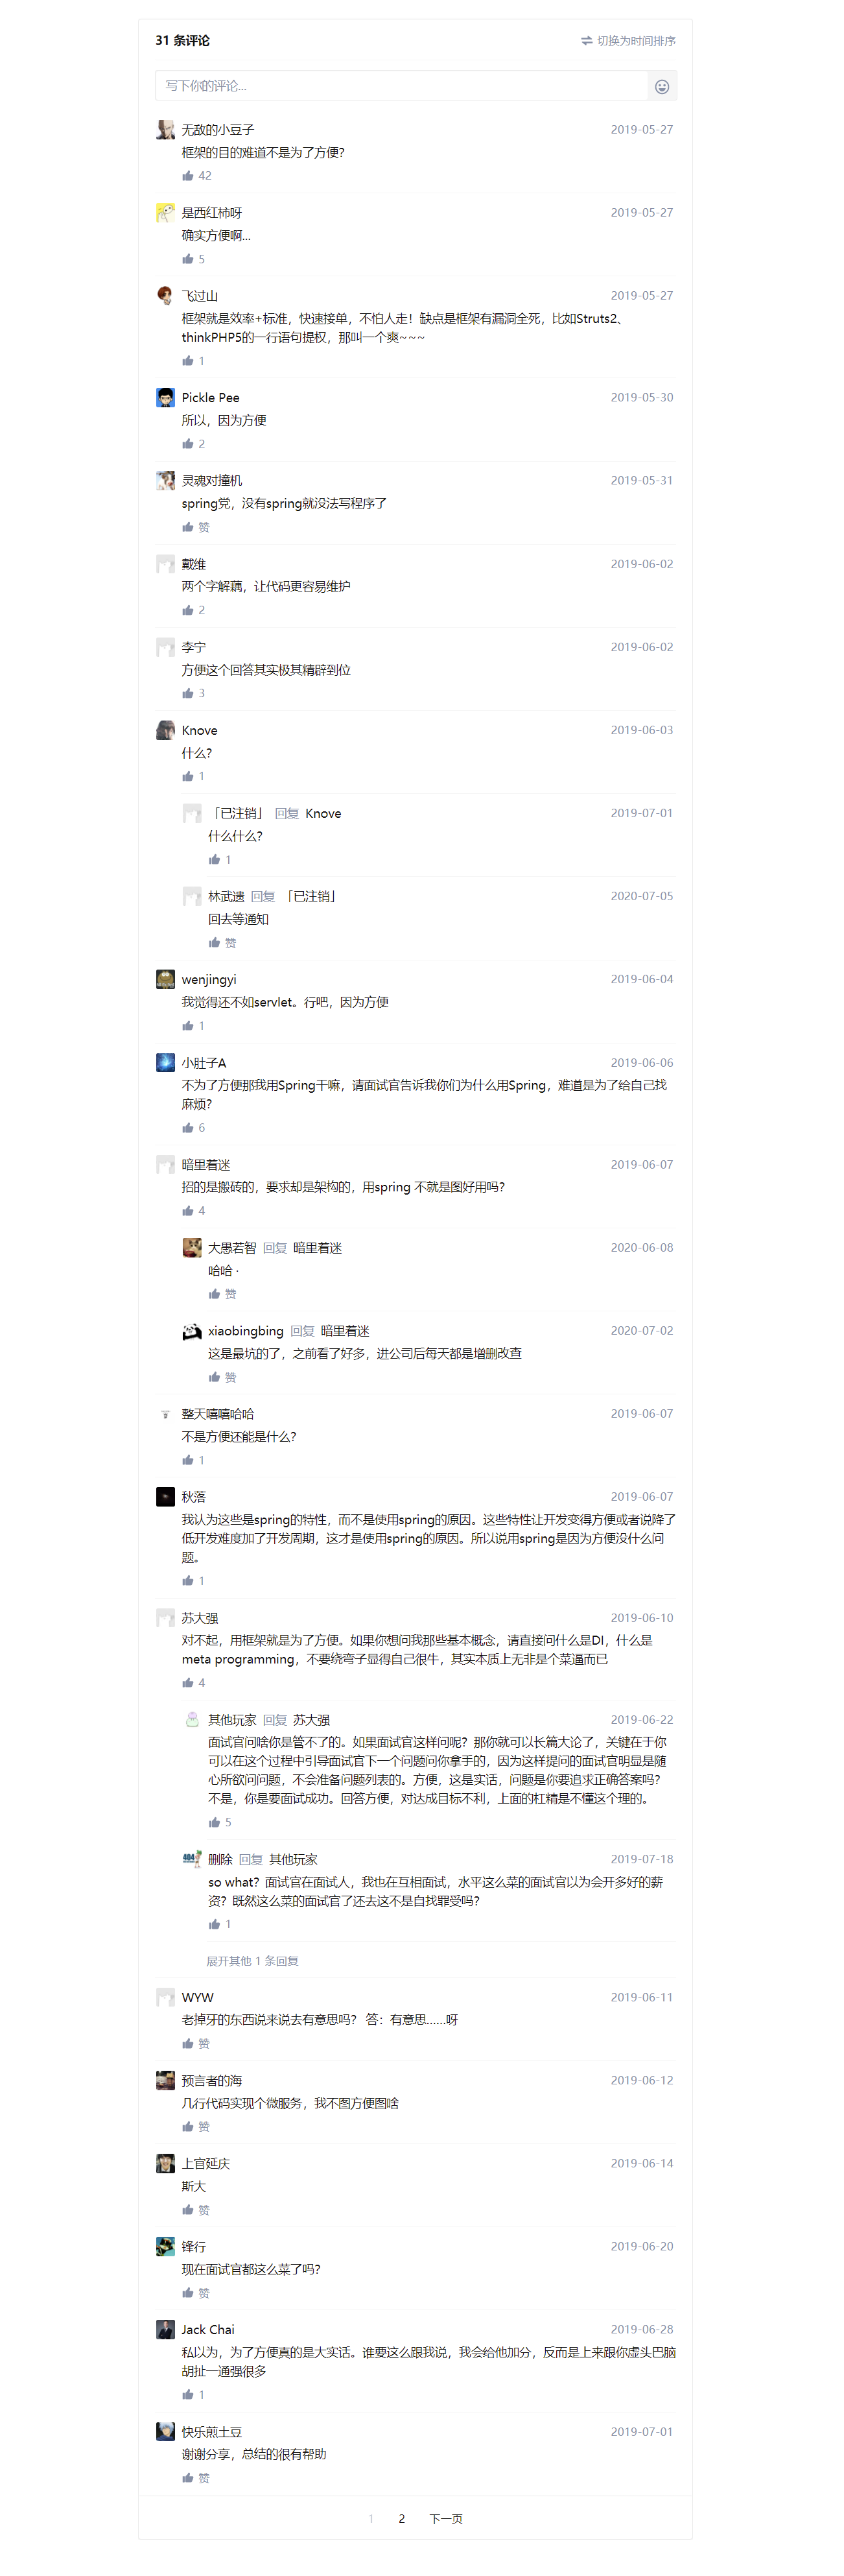 31 条评论
切换为时间排序
写下你的评论...
无敌的小豆子
2019-05-27
框架的目的难道不是为了方便？
42
是西红柿呀
2019-05-27
确实方便啊...
5
飞过山
2019-05-27
框架就是效率+标准，快速接单，不怕人走！缺点是框架有漏洞全死，比如Struts2、
thinkPHP5的一行语句提权，那叫一个爽~~~
1
Pickle Pee
2019-05-30
所以，因为方便
2
灵魂对撞机
2019-05-31
spring党，没有spring就没法写程序了
赞
戴维
2019-06-02
两个字解藕，让代码更容易维护
2
李宁
2019-06-02
方便这个回答其实极其精辟到位
3
Knove
2019-06-03
什么？
1
「已注销」 回复 Knove
2019-07-01
什么什么？
1
林武遗 回复 「已注销」
2020-07-05
回去等通知
赞
wenjingyi
2019-06-04
我觉得还不如servlet。行吧，因为方便
1
小肚子A
2019-06-06
不为了方便那我用Spring干嘛，请面试官告诉我你们为什么用Spring，难道是为了给自己找
麻烦？
6
暗里着迷
2019-06-07
招的是搬砖的，要求却是架构的，用spring 不就是图好用吗？
4
大愚若智 回复 暗里着迷
2020-06-08
哈哈 ·
赞
xiaobingbing 回复 暗里着迷
2020-07-02
这是最坑的了，之前看了好多，进公司后每天都是增删改查
赞
整天嘻嘻哈哈
2019-06-07
不是方便还能是什么？
1
秋落
2019-06-07
我认为这些是spring的特性，而不是使用spring的原因。这些特性让开发变得方便或者说降了
低开发难度加了开发周期，这才是使用spring的原因。所以说用spring是因为方便没什么问
题。
1
苏大强
2019-06-10
对不起，用框架就是为了方便。如果你想问我那些基本概念，请直接问什么是DI，什么是
meta programming，不要绕弯子显得自己很牛，其实本质上无非是个菜逼而已
4
其他玩家 回复 苏大强
2019-06-22
面试官问啥你是管不了的。如果面试官这样问呢？那你就可以长篇大论了，关键在于你
可以在这个过程中引导面试官下一个问题问你拿手的，因为这样提问的面试官明显是随
心所欲问问题，不会准备问题列表的。方便，这是实话，问题是你要追求正确答案吗？
不是，你是要面试成功。回答方便，对达成目标不利，上面的杠精是不懂这个理的。
5
删除 回复 其他玩家
2019-07-18
so what？面试官在面试人，我也在互相面试，水平这么菜的面试官以为会开多好的薪
资？既然这么菜的面试官了还去这不是自找罪受吗？
1
展开其他 1 条回复
WYW
2019-06-11
老掉牙的东西说来说去有意思吗？ 答：有意思......呀
赞
预言者的海
2019-06-12
几行代码实现个微服务，我不图方便图啥
赞
上官延庆
2019-06-14
斯大
赞
锋行
2019-06-20
现在面试官都这么菜了吗？
赞
Jack Chai
2019-06-28
私以为，为了方便真的是大实话。谁要这么跟我说，我会给他加分，反而是上来跟你虚头巴脑
胡扯一通强很多
1
快乐煎土豆
2019-07-01
谢谢分享，总结的很有帮助
赞
1 2 下一页